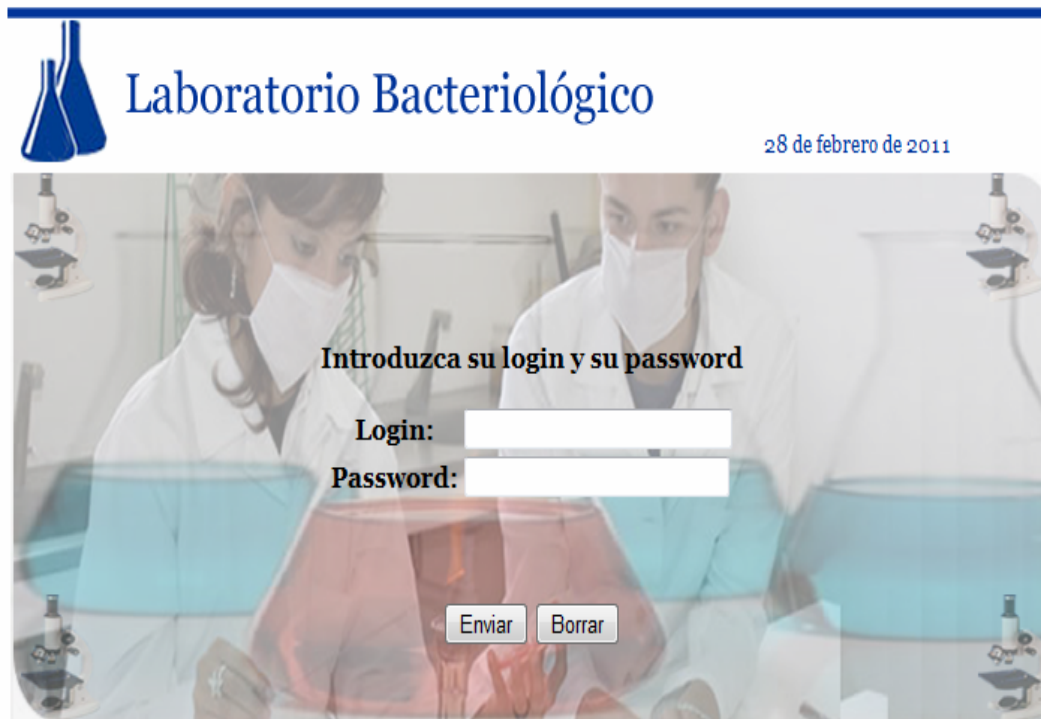 Laboratorio Bacteriológico
28 de febrero de 2011
Introduzca su login y su password
Login:
Password:
Enviar Borrar